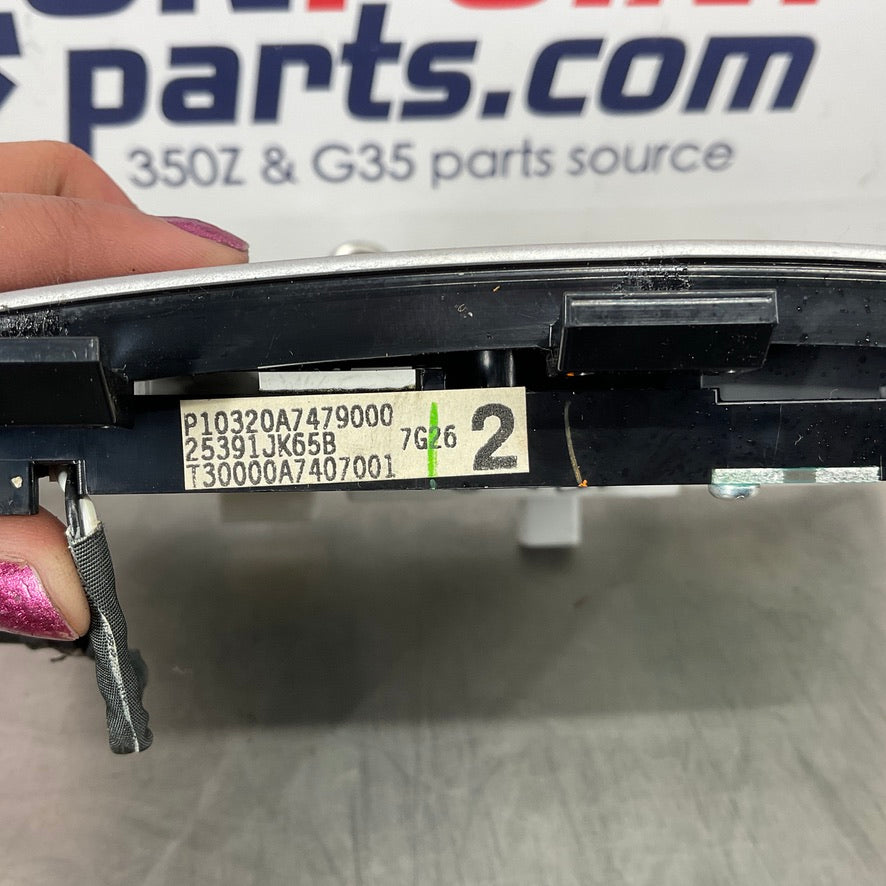 parts.com
350Z & G35 parts source
P10320A7479000
25391JK65B 7G26 2
T30000A7407001